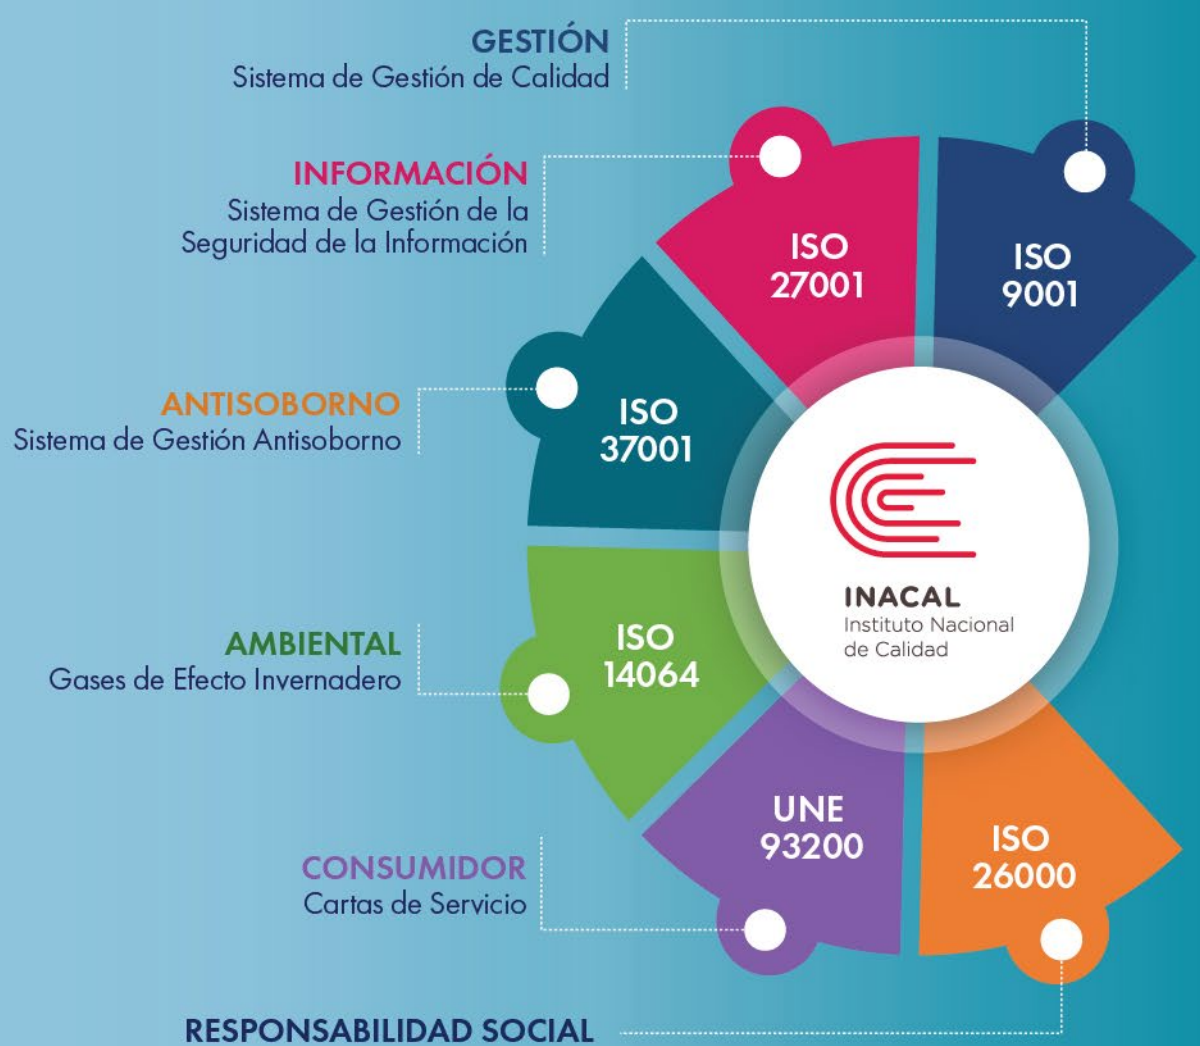 GESTIÓN
Sistema de Gestión de Calidad
INFORMACIÓN
Sistema de Gestión de la
Seguridad de la Información
ANTISOBORNO
Sistema de Gestión Antisoborno
AMBIENTAL
Gases de Efecto Invernadero
CONSUMIDOR
Cartas de Servicio
RESPONSABILIDAD SOCIAL
ISO
9001
ISO
27001
ISO
37001
ISO
14064
UNE
93200
ISO
26000
INACAL
Instituto Nacional
de Calidad